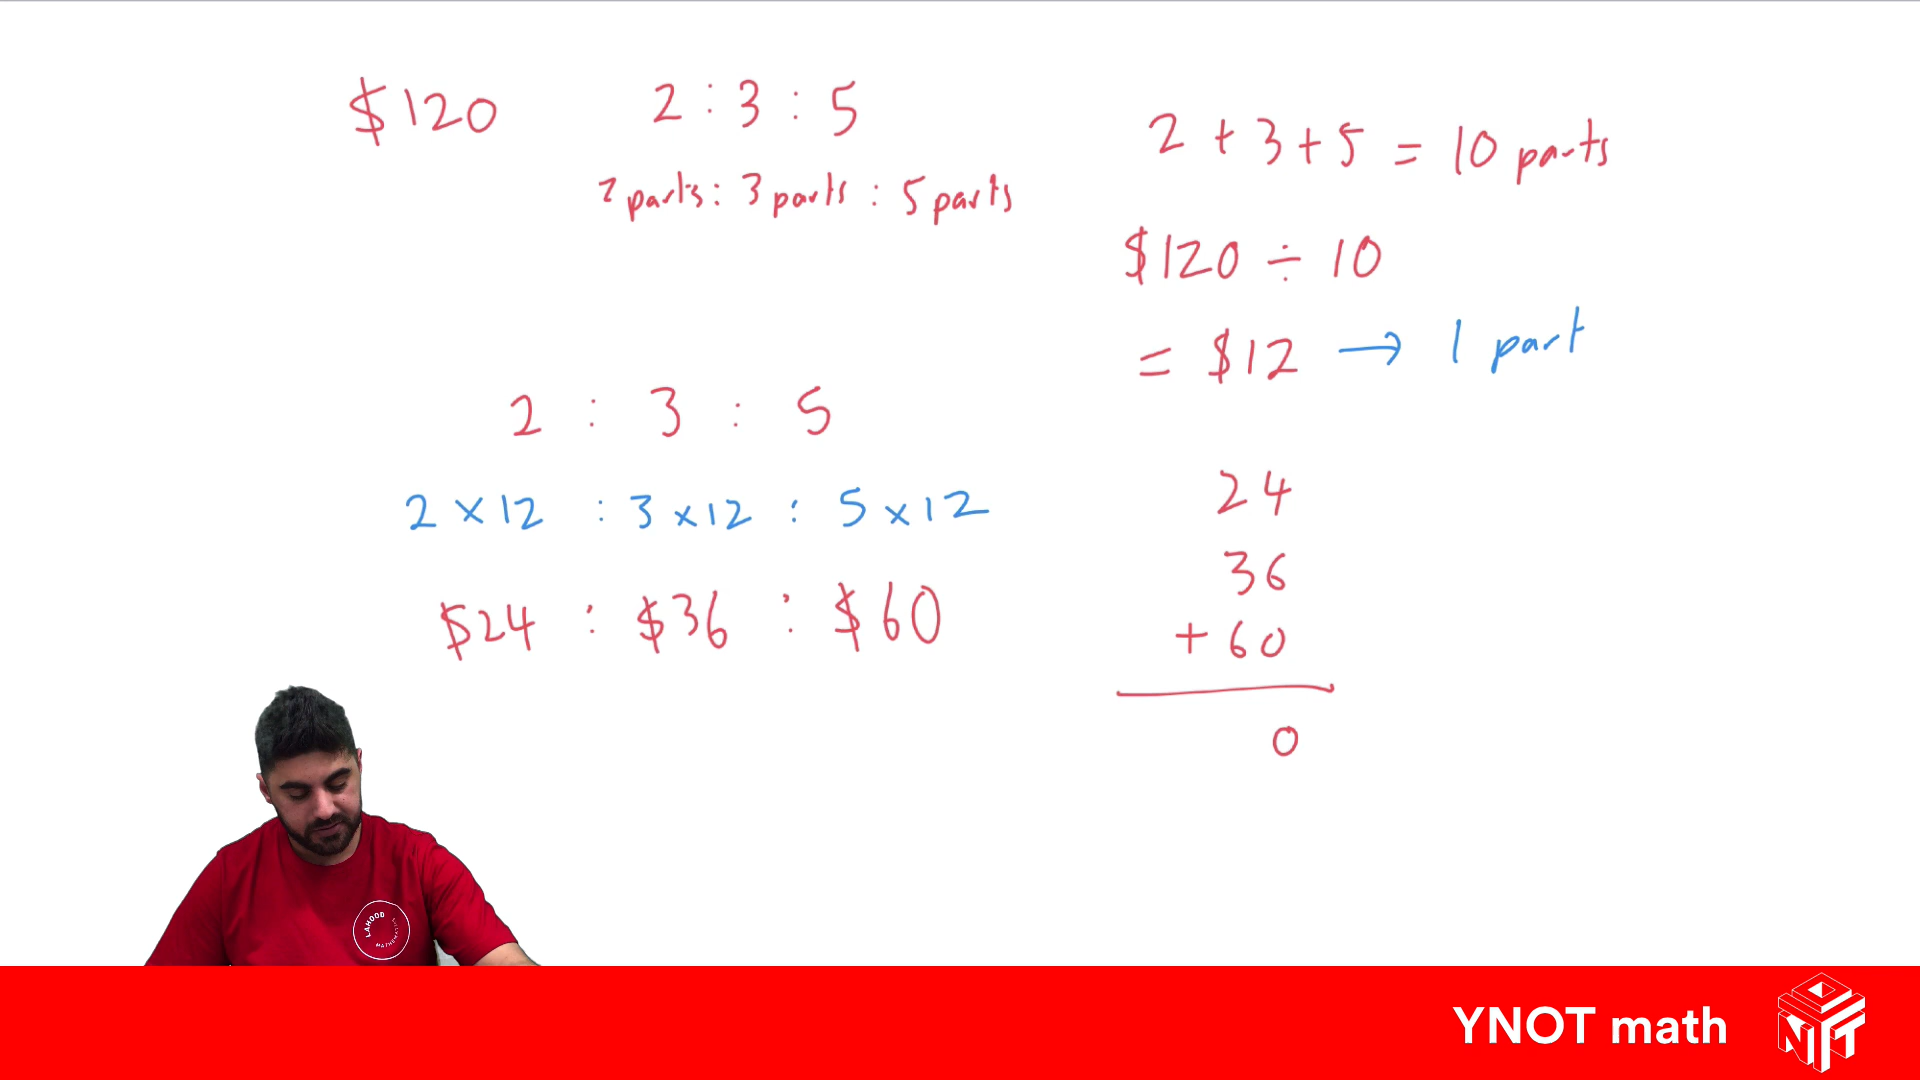 $120 2 : 3 : 5
2 parts : 3 parts : 5 parts
2 + 3 + 5 = 10 parts
$120 ÷ 10
= $12 → 1 part
2 : 3 : 5
2 × 12 : 3 × 12 : 5 × 12
$24 : $36 : $60
24
36
+ 60
0
LAHOOD
YNOT math